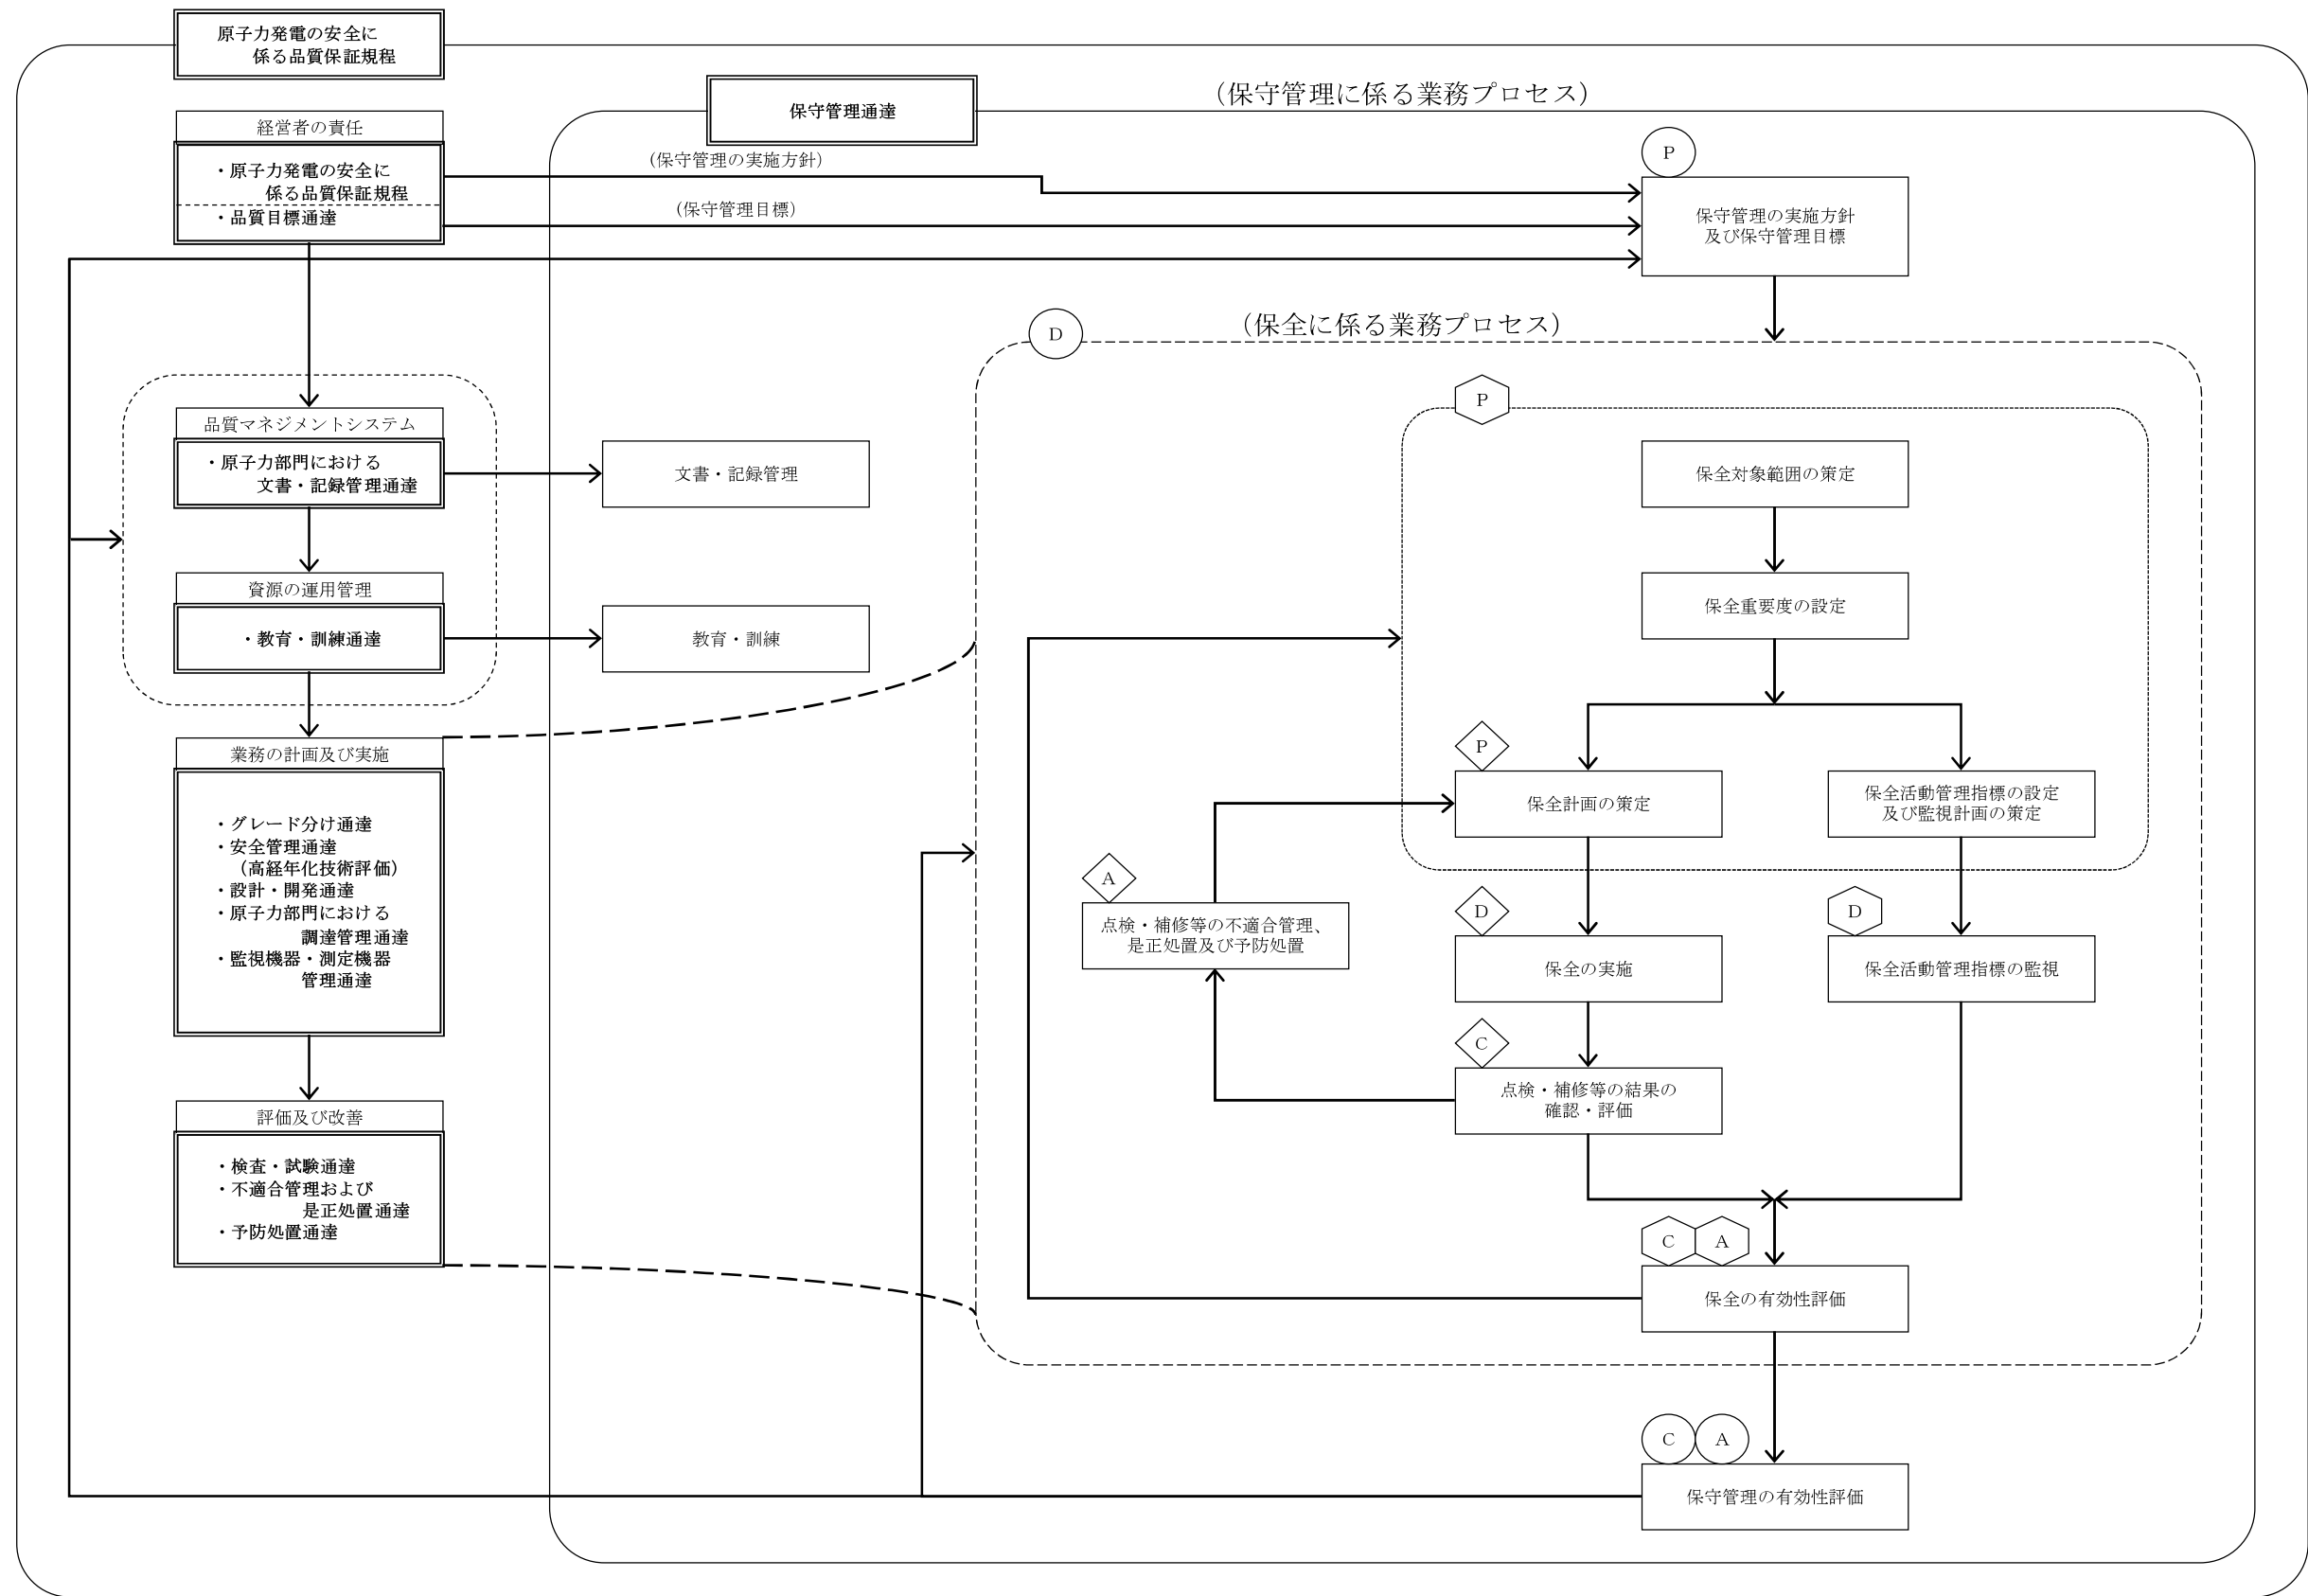 原子力発電の安全に
係る品質保証規程
保守管理通達
（保守管理に係る業務プロセス）
経営者の責任
・原子力発電の安全に
係る品質保証規程
・品質目標通達
（保守管理の実施方針）
（保守管理目標）
P
保守管理の実施方針
及び保守管理目標
D
（保全に係る業務プロセス）
品質マネジメントシステム
・原子力部門における
文書・記録管理通達
文書・記録管理
資源の運用管理
・教育・訓練通達
教育・訓練
業務の計画及び実施
・グレード分け通達
・安全管理通達
（高経年化技術評価）
・設計・開発通達
・原子力部門における
調達管理通達
・監視機器・測定機器
管理通達
評価及び改善
・検査・試験通達
・不適合管理および
是正処置通達
・予防処置通達
P
保全対象範囲の策定
保全重要度の設定
P
保全計画の策定
保全活動管理指標の設定
及び監視計画の策定
A
点検・補修等の不適合管理、
是正処置及び予防処置
D
保全の実施
D
保全活動管理指標の監視
C
点検・補修等の結果の
確認・評価
C
A
保全の有効性評価
C
A
保守管理の有効性評価